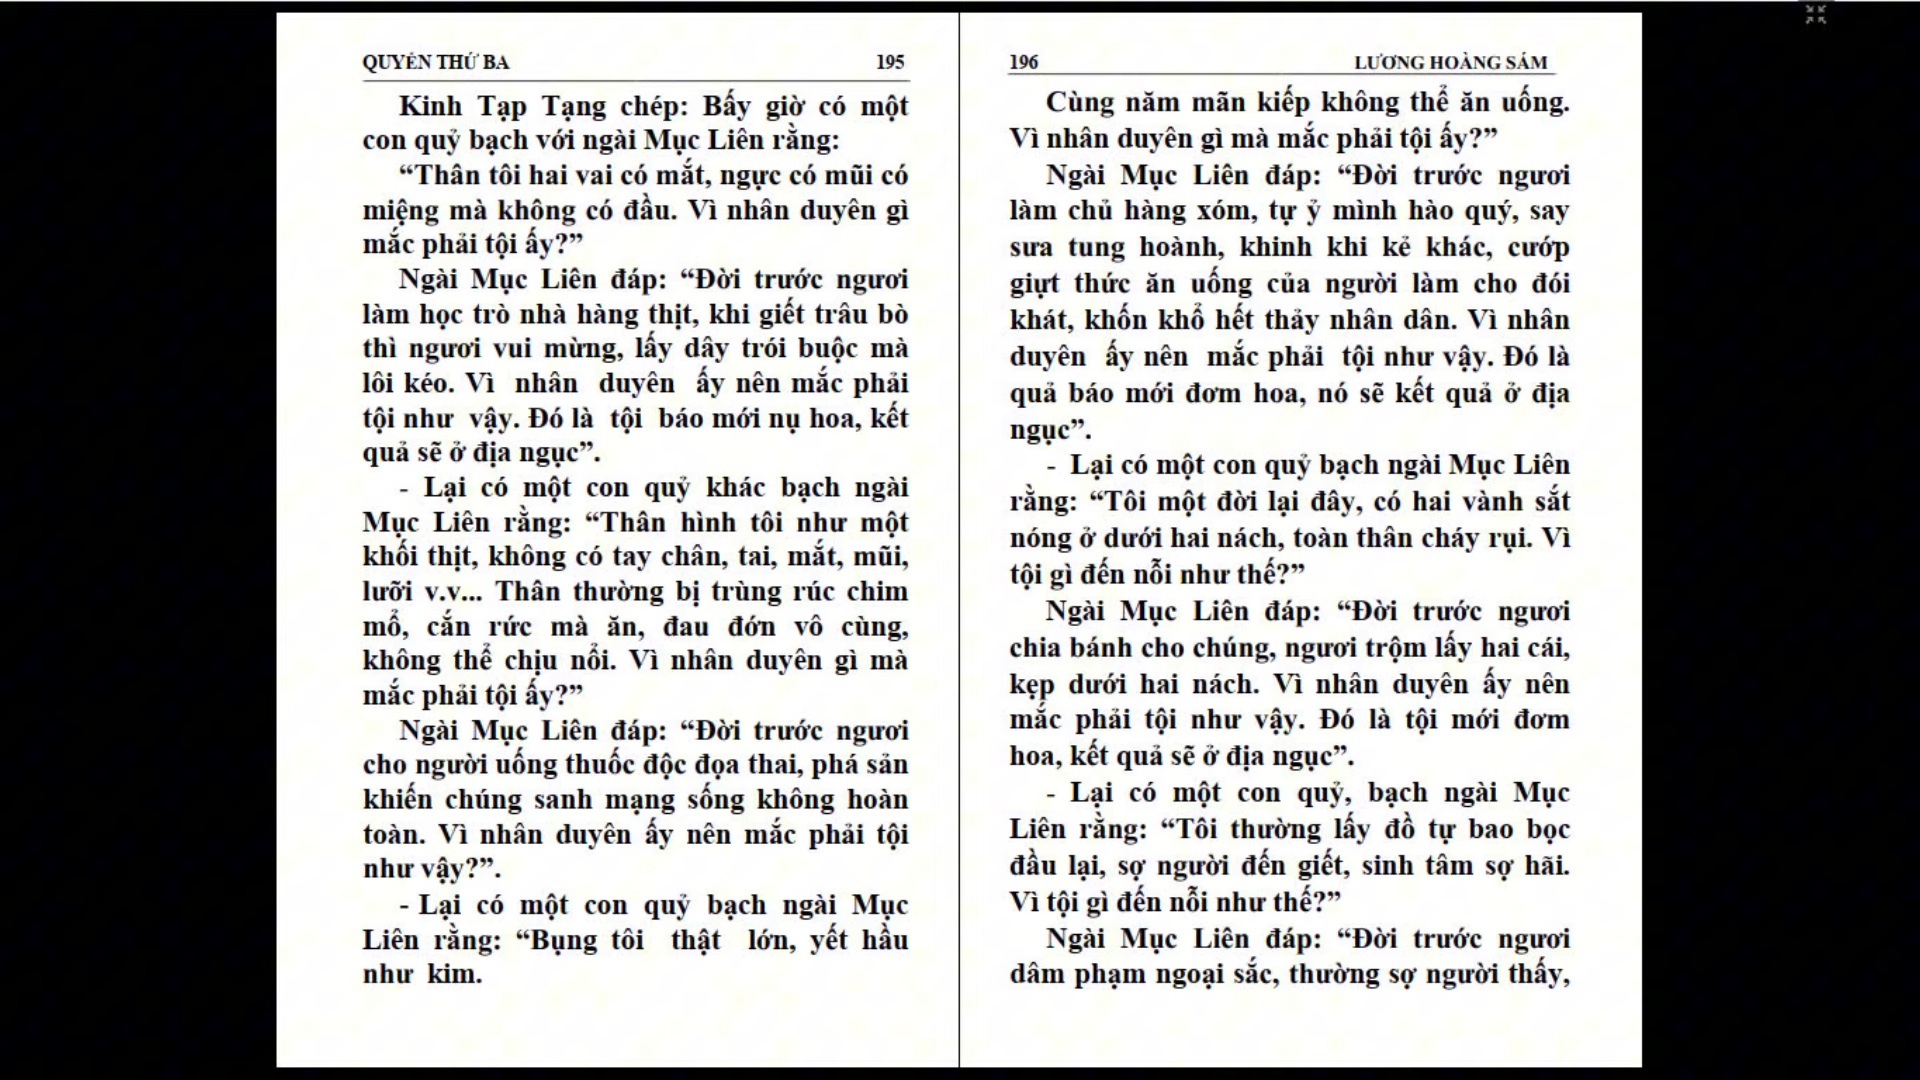 QUYỂN THỨ BA 195
Kinh Tạp Tạng chép: Bấy giờ có một
con quỷ bạch với ngài Mục Liên rằng:
“Thân tôi hai vai có mắt, ngực có mũi có
miệng mà không có đầu. Vì nhân duyên gì
mắc phải tội ấy?”
Ngài Mục Liên đáp: “Đời trước ngươi
làm học trò nhà hàng thịt, khi giết trâu bò
thì ngươi vui mừng, lấy dây trói buộc mà
lôi kéo. Vì nhân duyên ấy nên mắc phải
tội như vậy. Đó là tội báo mới nụ hoa, kết
quả sẽ ở địa ngục”.
- Lại có một con quỷ khác bạch ngài
Mục Liên rằng: “Thân hình tôi như một
khối thịt, không có tay chân, tai, mắt, mũi,
lưỡi v.v... Thân thường bị trùng rúc chim
mổ, cắn rức mà ăn, đau đớn vô cùng,
không thể chịu nổi. Vì nhân duyên gì mà
mắc phải tội ấy?”
Ngài Mục Liên đáp: “Đời trước ngươi
cho người uống thuốc độc đọa thai, phá sản
khiến chúng sanh mạng sống không hoàn
toàn. Vì nhân duyên ấy nên mắc phải tội
như vậy?”.
- Lại có một con quỷ bạch ngài Mục
Liên rằng: “Bụng tôi thật lớn, yết hầu
như kim.
196 LƯƠNG HOÀNG SÁM
Cùng năm mãn kiếp không thể ăn uống.
Vì nhân duyên gì mà mắc phải tội ấy?”
Ngài Mục Liên đáp: “Đời trước ngươi
làm chủ hàng xóm, tự ỷ mình hào quý, say
sưa tung hoành, khinh khi kẻ khác, cướp
giựt thức ăn uống của người làm cho đói
khát, khốn khổ hết thảy nhân dân. Vì nhân
duyên ấy nên mắc phải tội như vậy. Đó là
quả báo mới đơm hoa, nó sẽ kết quả ở địa
ngục”.
- Lại có một con quỷ bạch ngài Mục Liên
rằng: “Tôi một đời lại đây, có hai vành sắt
nóng ở dưới hai nách, toàn thân cháy rụi. Vì
tội gì đến nỗi như thế?”
Ngài Mục Liên đáp: “Đời trước ngươi
chia bánh cho chúng, ngươi trộm lấy hai cái,
kẹp dưới hai nách. Vì nhân duyên ấy nên
mắc phải tội như vậy. Đó là tội mới đơm
hoa, kết quả sẽ ở địa ngục”.
- Lại có một con quỷ, bạch ngài Mục
Liên rằng: “Tôi thường lấy đồ tự bao bọc
đầu lại, sợ người đến giết, sinh tâm sợ hãi.
Vì tội gì đến nỗi như thế?”
Ngài Mục Liên đáp: “Đời trước ngươi
dâm phạm ngoại sắc, thường sợ người thấy,